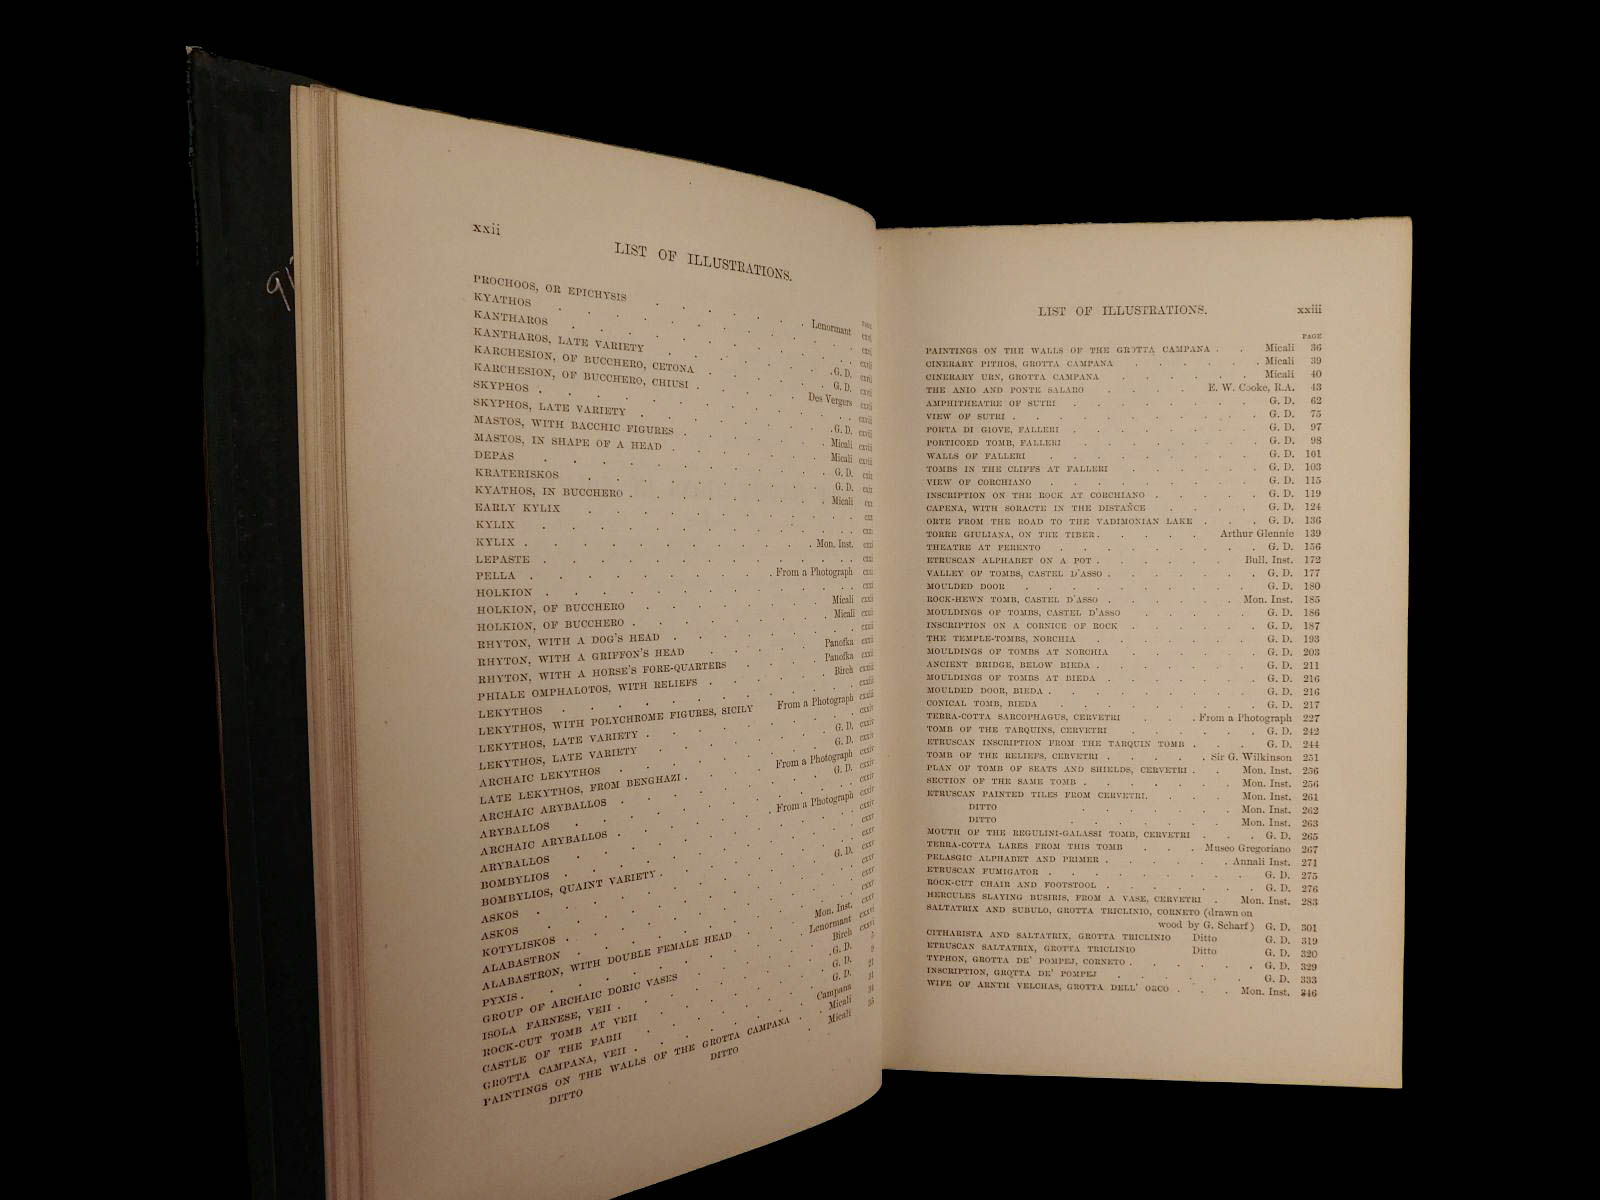 xxii
LIST OF ILLUSTRATIONS.
PAGE
PROCHOOS, OR EPICHYSIS
KYATHOS Lenormant
KANTHAROS
KANTHAROS, LATE VARIETY
KARCHESION, OF BUCCHERO, CETONA G. D.
KARCHESION, OF BUCCHERO, CHIUSI G. D.
SKYPHOS Des Vergers
SKYPHOS, LATE VARIETY
MASTOS, WITH BACCHIC FIGURES G. D.
MASTOS, IN SHAPE OF A HEAD Micali
DEPAS Micali
KRATERISKOS G. D.
KYATHOS, IN BUCCHERO G. D.
EARLY KYLIX Micali
KYLIX
KYLIX Mon. Inst.
LEPASTE
PELLA From a Photograph
HOLKION
HOLKION, OF BUCCHERO Micali
HOLKION, OF BUCCHERO Micali
RHYTON, WITH A DOG'S HEAD
RHYTON, WITH A GRIFFON'S HEAD Panofka
RHYTON, WITH A HORSE'S FORE-QUARTERS Panofka
PHIALE OMPHALOTOS, WITH RELIEFS Birch
LEKYTHOS
LEKYTHOS, WITH POLYCHROME FIGURES, SICILY From a Photograph
LEKYTHOS, LATE VARIETY
LEKYTHOS, LATE VARIETY G. D.
ARCHAIC LEKYTHOS G. D.
LATE LEKYTHOS, FROM BENGHAZI From a Photograph
ARCHAIC ARYBALLOS G. D.
ARYBALLOS
ARCHAIC ARYBALLOS From a Photograph
ARYBALLOS
BOMBYLIOS
BOMBYLIOS, QUAINT VARIETY G. D.
ASKOS
ASKOS
KOTYLISKOS
ALABASTRON Mon. Inst.
ALABASTRON, WITH DOUBLE FEMALE HEAD Lenormant
PYXIS Birch
GROUP OF ARCHAIC DORIC VASES G. D.
ISOLA FARNESE, VEII G. D.
ROCK-CUT TOMB AT VEII G. D.
CASTLE OF THE FABII
GROTTA CAMPANA, VEII Campana
PAINTINGS ON THE WALLS OF THE GROTTA CAMPANA Micali
DITTO DITTO Micali
LIST OF ILLUSTRATIONS. xxiii
PAGE
PAINTINGS ON THE WALLS OF THE GROTTA CAMPANA . . Micali 36
CINERARY PITHOS, GROTTA CAMPANA . . . Micali 39
CINERARY URN, GROTTA CAMPANA . . . Micali 40
THE ANIO AND PONTE SALARO . . . E. W. Cooke, R.A. 43
AMPHITHEATRE OF SUTRI . . . G. D. 62
VIEW OF SUTRI . . . G. D. 75
PORTA DI GIOVE, FALLERI . . . G. D. 97
PORTICOED TOMB, FALLERI . . . G. D. 98
WALLS OF FALLERI . . . G. D. 101
TOMBS IN THE CLIFFS AT FALLERI . . . G. D. 103
VIEW OF CORCHIANO . . . G. D. 115
INSCRIPTION ON THE ROCK AT CORCHIANO . . . G. D. 119
CAPENA, WITH SORACTE IN THE DISTANCE . . . G. D. 124
ORTE FROM THE ROAD TO THE VADIMONIAN LAKE . . . G. D. 136
TORRE GIULIANA, ON THE TIBER . . . Arthur Glennie 139
THEATRE AT FERENTO . . . G. D. 156
ETRUSCAN ALPHABET ON A POT . . . Bull. Inst. 172
VALLEY OF TOMBS, CASTEL D'ASSO . . . G. D. 177
MOULDED DOOR . . . G. D. 180
ROCK-HEWN TOMB, CASTEL D'ASSO . . . Mon. Inst. 185
MOULDINGS OF TOMBS, CASTEL D'ASSO . . . G. D. 186
INSCRIPTION ON A CORNICE OF ROCK . . . G. D. 187
THE TEMPLE-TOMBS, NORCHIA . . . G. D. 193
MOULDINGS OF TOMBS AT NORCHIA . . . G. D. 203
ANCIENT BRIDGE, BELOW BIEDA . . . G. D. 211
MOULDINGS OF TOMBS AT BIEDA . . . G. D. 216
MOULDED DOOR, BIEDA . . . G. D. 216
CONICAL TOMB, BIEDA . . . G. D. 217
TERRA-COTTA SARCOPHAGUS, CERVETRI . . . From a Photograph 227
TOMB OF THE TARQUINS, CERVETRI . . . G. D. 242
ETRUSCAN INSCRIPTION FROM THE TARQUIN TOMB . . . G. D. 244
TOMB OF THE RELIEFS, CERVETRI . . . Sir G. Wilkinson 251
PLAN OF TOMB OF SEATS AND SHIELDS, CERVETRI . . Mon. Inst. 256
SECTION OF THE SAME TOMB . . . Mon. Inst. 256
ETRUSCAN PAINTED TILES FROM CERVETRI. . . . Mon. Inst. 261
DITTO . . . Mon. Inst. 262
DITTO . . . Mon. Inst. 263
MOUTH OF THE REGULINI-GALASSI TOMB, CERVETRI . . . G. D. 265
TERRA-COTTA LARES FROM THIS TOMB . . . Museo Gregoriano 267
PELASGIC ALPHABET AND PRIMER . . . Annali Inst. 271
ETRUSCAN FUMIGATOR . . . G. D. 275
ROCK-CUT CHAIR AND FOOTSTOOL . . . G. D. 276
HERCULES SLAYING BUSIRIS, FROM A VASE, CERVETRI . Mon. Inst. 283
SALTATRIX AND SUBULO, GROTTA TRICLINIO, CORNETO (drawn on
wood by G. Scharf) G. D. 301
CITHARISTA AND SALTATRIX, GROTTA TRICLINIO Ditto G. D. 319
ETRUSCAN SALTATRIX, GROTTA TRICLINIO Ditto G. D. 320
TYPHON, GROTTA DE' POMPEJ, CORNETO . . . G. D. 329
INSCRIPTION, GROTTA DE' POMPEJ . . . G. D. 333
WIFE OF ARNTH VELCHAS, GROTTA DELL' ORCO . . . Mon. Inst. 346